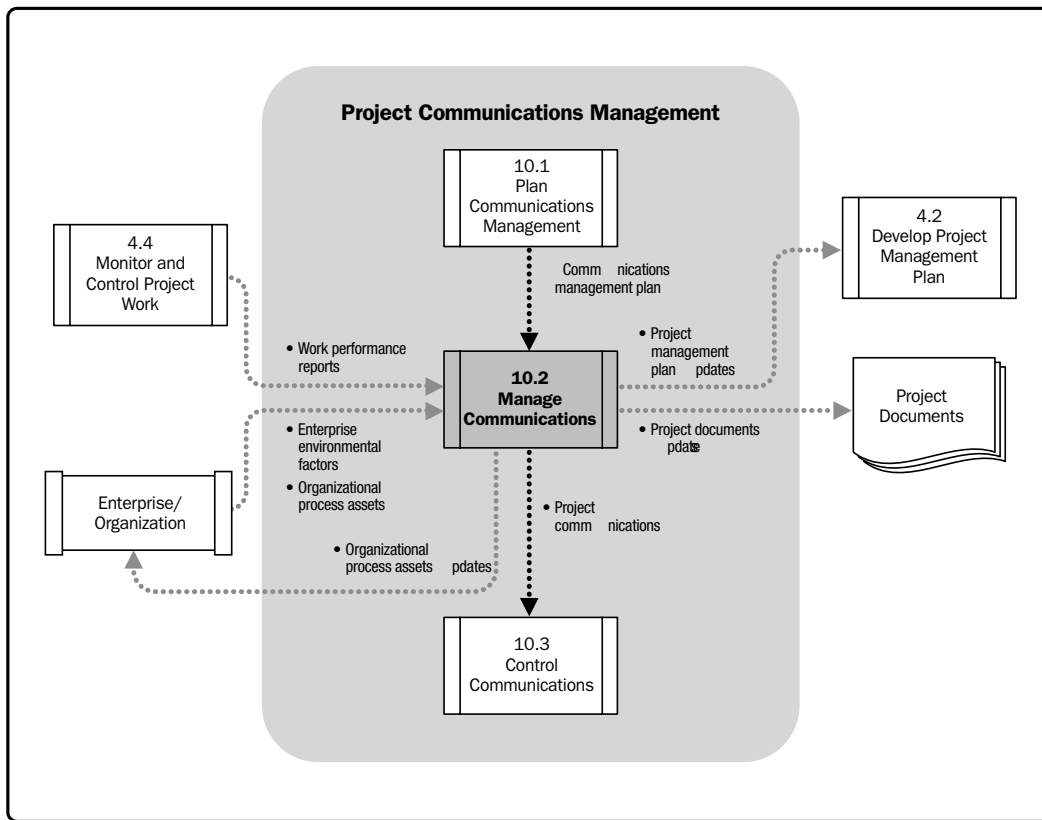 Project Communications Management
10.1
Plan
Communications
Management
4.2
Develop Project
Management
Plan
4.4
Monitor and
Control Project
Work
Comm nications
management plan
• Work performance
reports
• Project
management
plan pdates
10.2
Manage
Communications
Project
Documents
• Enterprise
environmental
factors
• Organizational
process assets
• Project documents
pdate
Enterprise/
Organization
• Project
comm nications
• Organizational
process assets pdates
10.3
Control
Communications